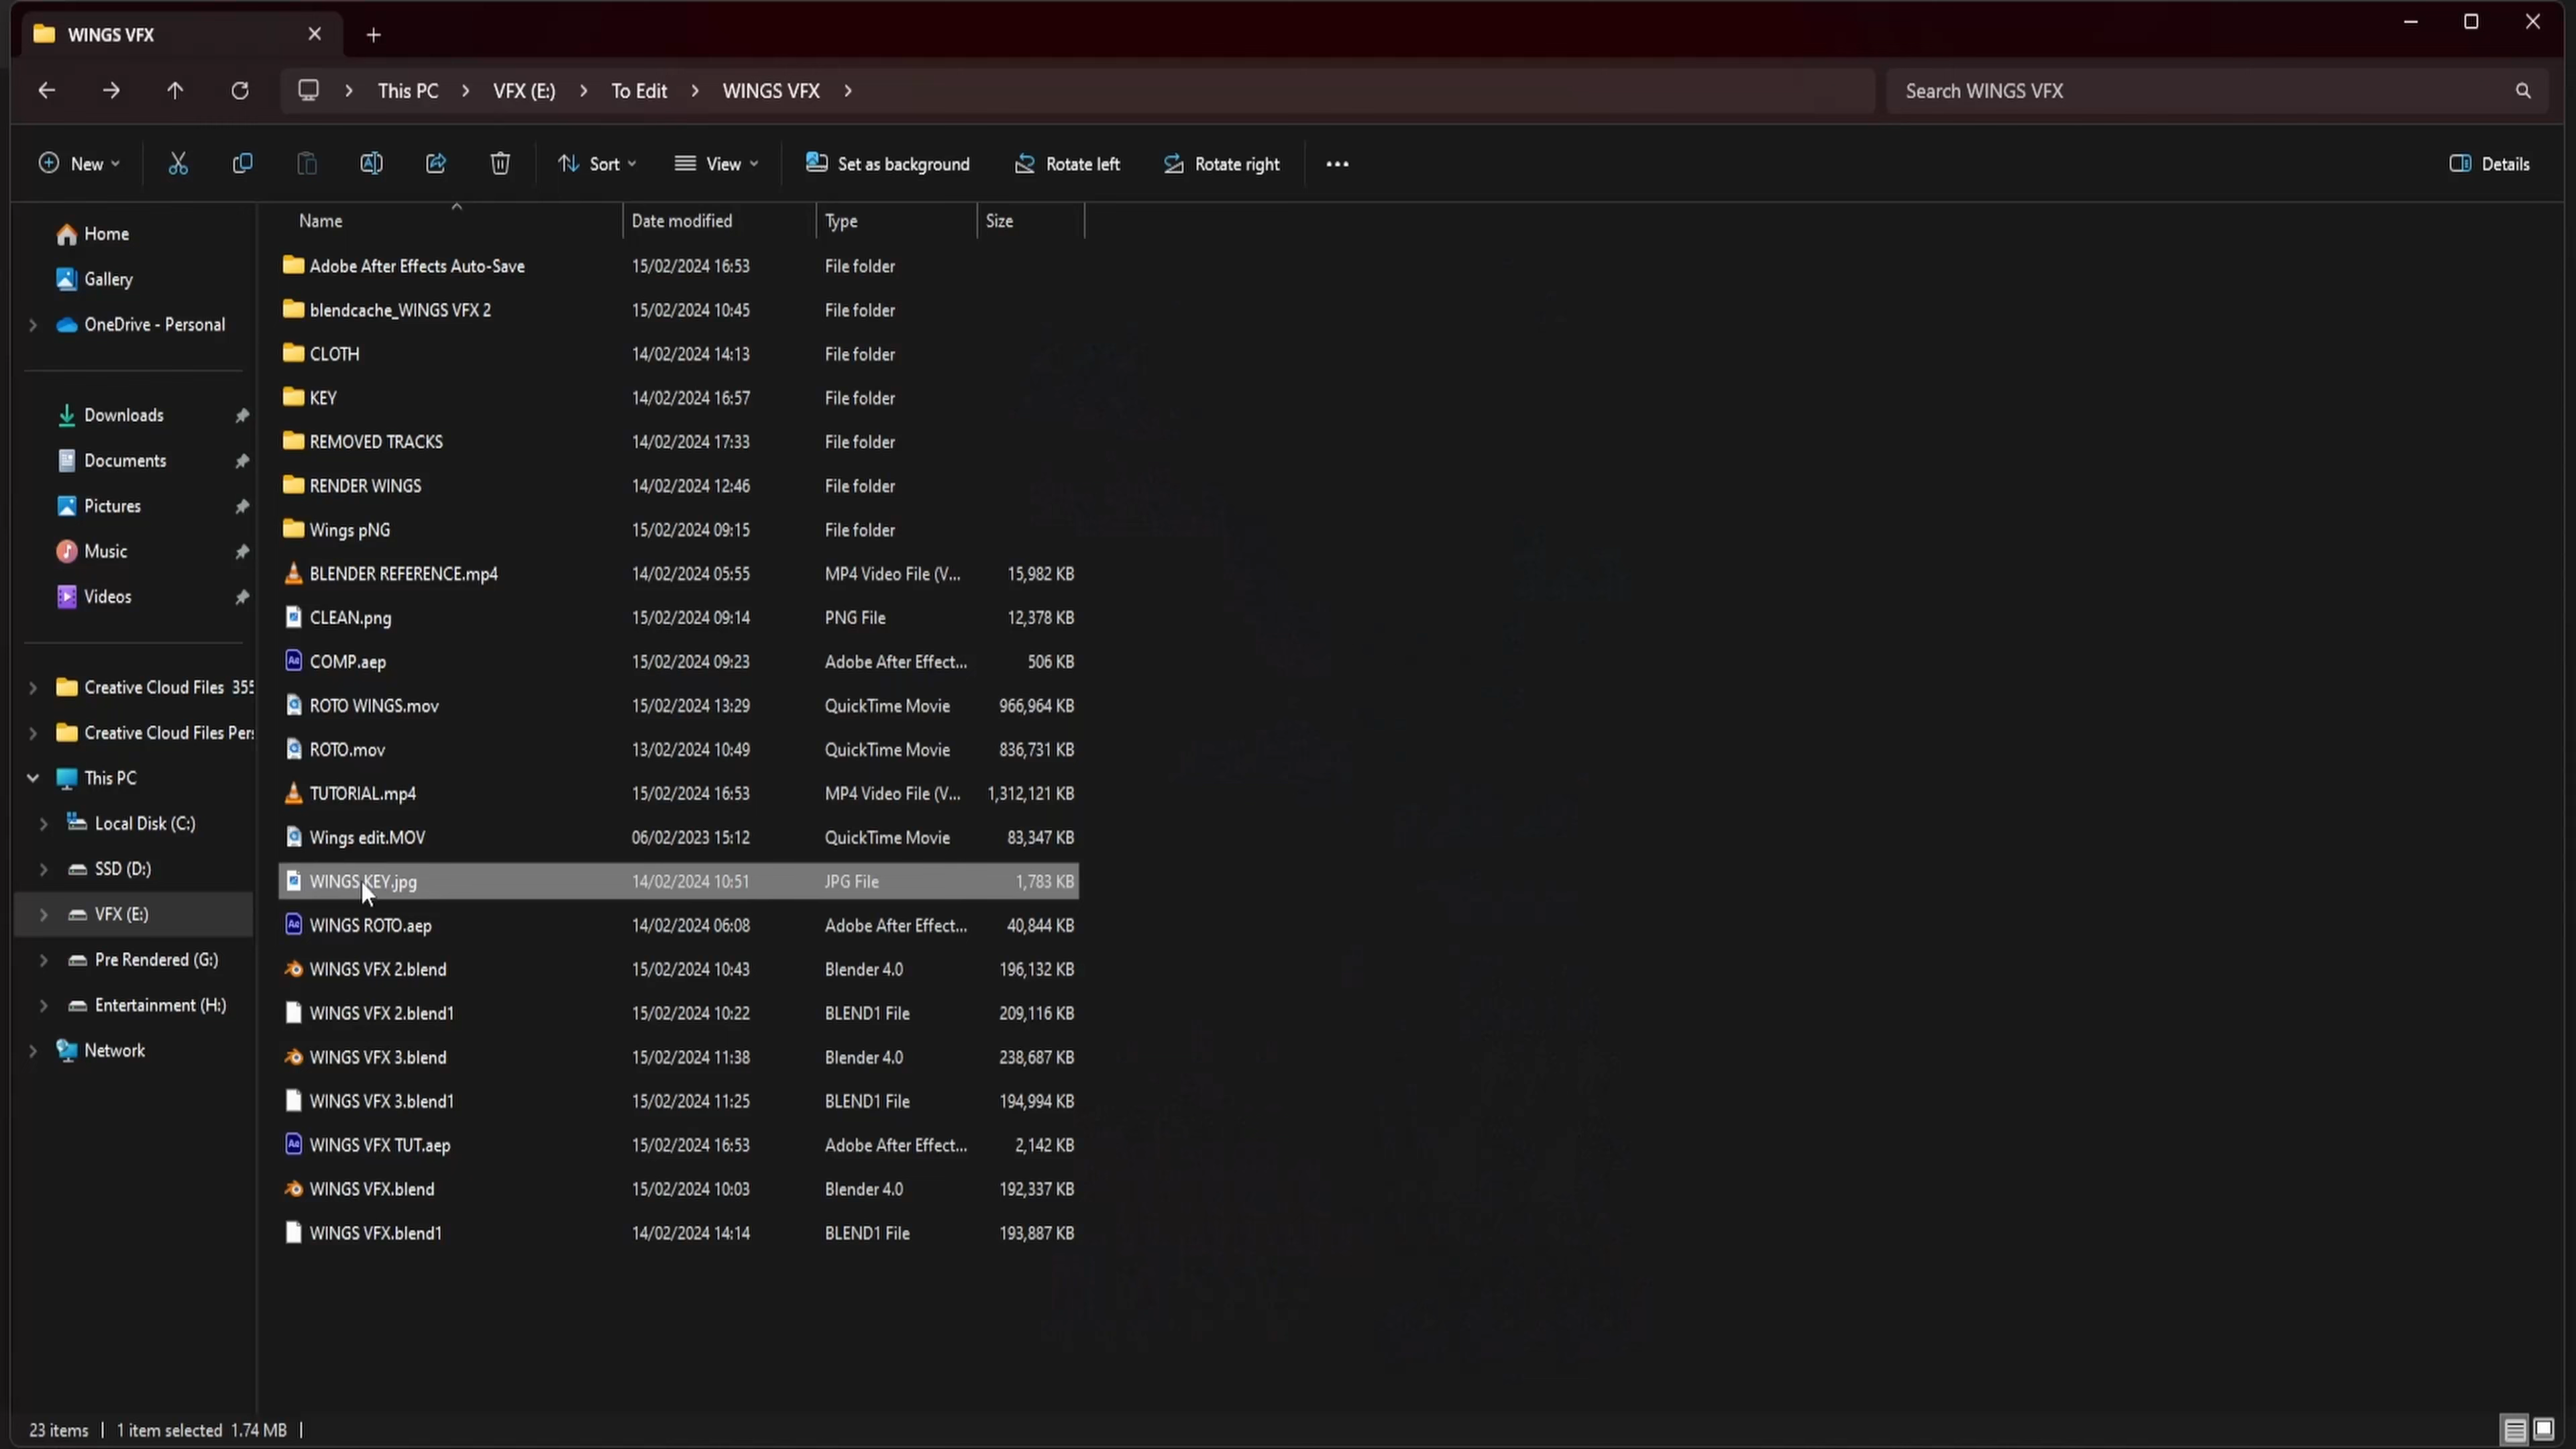 WINGS VFX
This PC > VFX (E:) > To Edit > WINGS VFX >
Search WINGS VFX
New
Sort
View
Set as background
Rotate left
Rotate right
Details
Name Date modified Type Size
Home
Gallery
OneDrive - Personal
Downloads
Documents
Pictures
Music
Videos
Creative Cloud Files 355
Creative Cloud Files Per
This PC
Local Disk (C:)
SSD (D:)
VFX (E:)
Pre Rendered (G:)
Entertainment (H:)
Network
Adobe After Effects Auto-Save 15/02/2024 16:53 File folder
blendcache_WINGS VFX 2 15/02/2024 10:45 File folder
CLOTH 14/02/2024 14:13 File folder
KEY 14/02/2024 16:57 File folder
REMOVED TRACKS 14/02/2024 17:33 File folder
RENDER WINGS 14/02/2024 12:46 File folder
Wings pNG 15/02/2024 09:15 File folder
BLENDER REFERENCE.mp4 14/02/2024 05:55 MP4 Video File (V... 15,982 KB
CLEAN.png 15/02/2024 09:14 PNG File 12,378 KB
COMP.aep 15/02/2024 09:23 Adobe After Effect... 506 KB
ROTO WINGS.mov 15/02/2024 13:29 QuickTime Movie 966,964 KB
ROTO.mov 13/02/2024 10:49 QuickTime Movie 836,731 KB
TUTORIAL.mp4 15/02/2024 16:53 MP4 Video File (V... 1,312,121 KB
Wings edit.MOV 06/02/2023 15:12 QuickTime Movie 83,347 KB
WINGS KEY.jpg 14/02/2024 10:51 JPG File 1,783 KB
WINGS ROTO.aep 14/02/2024 06:08 Adobe After Effect... 40,844 KB
WINGS VFX 2.blend 15/02/2024 10:43 Blender 4.0 196,132 KB
WINGS VFX 2.blend1 15/02/2024 10:22 BLEND1 File 209,116 KB
WINGS VFX 3.blend 15/02/2024 11:38 Blender 4.0 238,687 KB
WINGS VFX 3.blend1 15/02/2024 11:25 BLEND1 File 194,994 KB
WINGS VFX TUT.aep 15/02/2024 16:53 Adobe After Effect... 2,142 KB
WINGS VFX.blend 15/02/2024 10:03 Blender 4.0 192,337 KB
WINGS VFX.blend1 14/02/2024 14:14 BLEND1 File 193,887 KB
23 items | 1 item selected 1.74 MB |